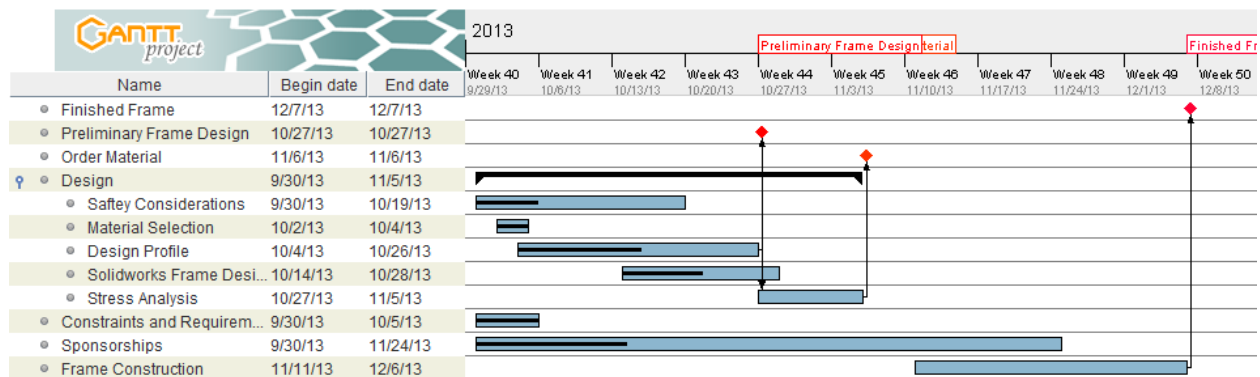 GANTT
project
2013
Preliminary Frame Design
terial
Finished Fr
Week 40 Week 41 Week 42 Week 43 Week 44 Week 45 Week 46 Week 47 Week 48 Week 49 Week 50
Name Begin date End date
9/29/13 10/6/13 10/13/13 10/20/13 10/27/13 11/3/13 11/10/13 11/17/13 11/24/13 12/1/13 12/8/13
Finished Frame 12/7/13 12/7/13
Preliminary Frame Design 10/27/13 10/27/13
Order Material 11/6/13 11/6/13
Design 9/30/13 11/5/13
Saftey Considerations 9/30/13 10/19/13
Material Selection 10/2/13 10/4/13
Design Profile 10/4/13 10/26/13
Solidworks Frame Desi... 10/14/13 10/28/13
Stress Analysis 10/27/13 11/5/13
Constraints and Requirem... 9/30/13 10/5/13
Sponsorships 9/30/13 11/24/13
Frame Construction 11/11/13 12/6/13